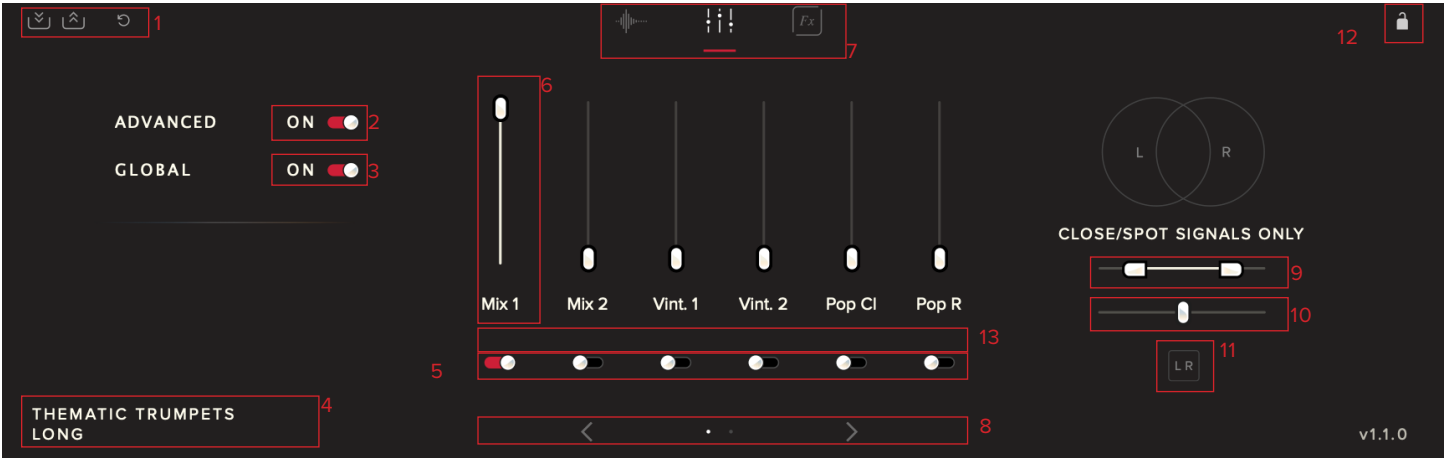 1
Fx
7
12
6
ADVANCED ON 2
GLOBAL ON 3
L R
CLOSE/SPOT SIGNALS ONLY
9
Mix 1 Mix 2 Vint. 1 Vint. 2 Pop Cl Pop R
10
13
5
LR
11
THEMATIC TRUMPETS
LONG
4
8
v1.1.0